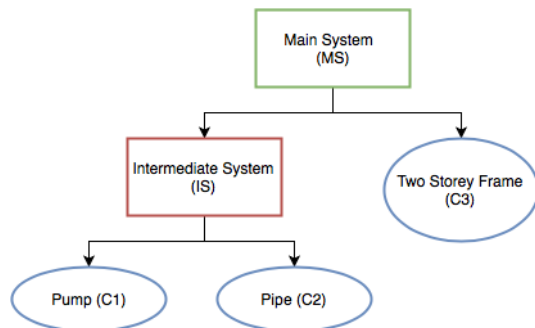 Main System
(MS)
Intermediate System
(IS)
Two Storey Frame
(C3)
Pump (C1)
Pipe (C2)